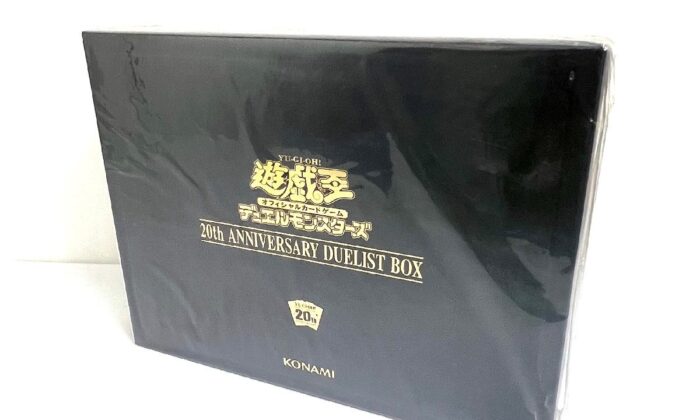 YU-GI-OH!
遊戯王
オフィシャルカードゲーム
デュエルモンスターズ
20th ANNIVERSARY DUELIST BOX
20th
KONAMI